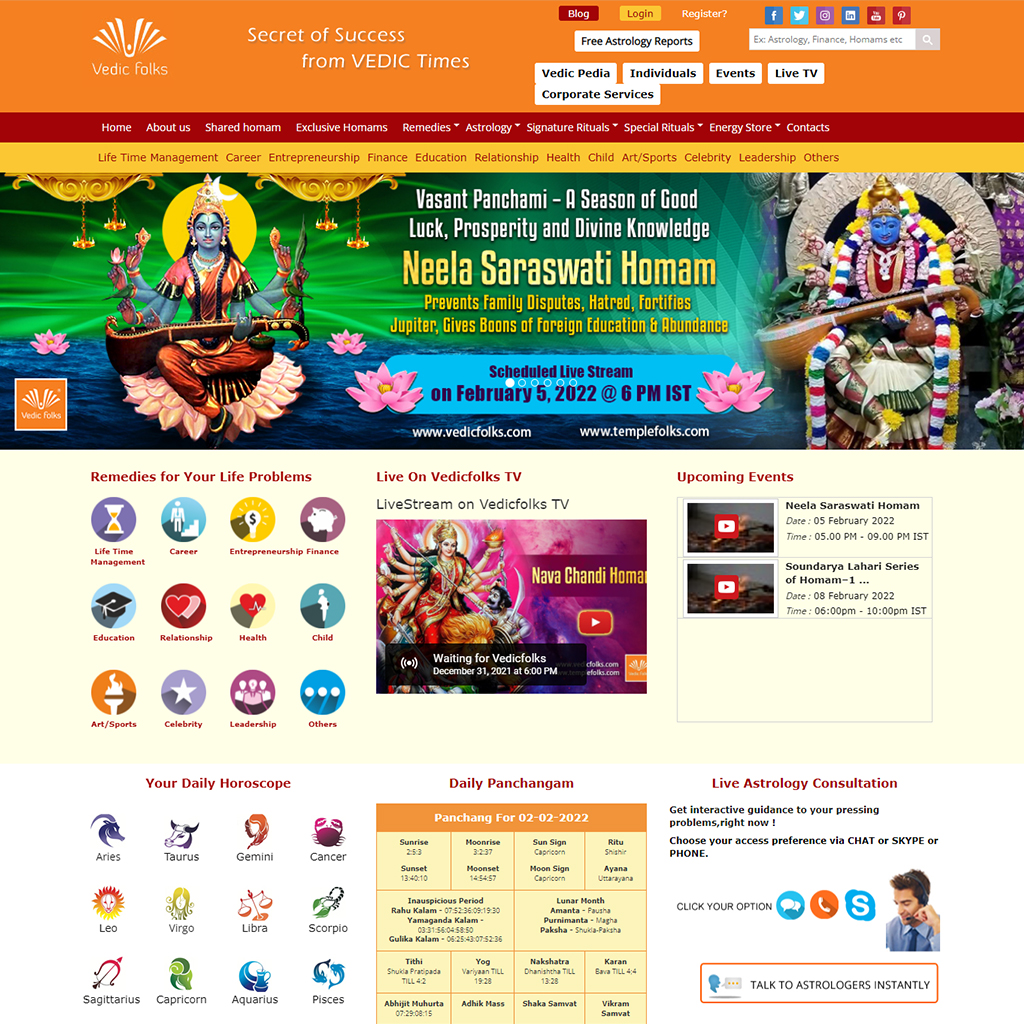 Vedic folks
Secret of Success
from VEDIC Times
Blog
Login
Register?
Free Astrology Reports
Ex: Astrology, Finance, Homams etc
Vedic Pedia
Individuals
Events
Live TV
Corporate Services
Home
About us
Shared homam
Exclusive Homams
Remedies
Astrology
Signature Rituals
Special Rituals
Energy Store
Contacts
Life Time Management
Career
Entrepreneurship
Finance
Education
Relationship
Health
Child
Art/Sports
Celebrity
Leadership
Others
Vasant Panchami – A Season of Good
Luck, Prosperity and Divine Knowledge
Neela Saraswati Homam
Prevents Family Disputes, Hatred, Fortifies
Jupiter, Gives Boons of Foreign Education & Abundance
Scheduled Live Stream
on February 5, 2022 @ 6 PM IST
www.vedicfolks.com
www.templefolks.com
Vedic folks
Remedies for Your Life Problems
Life Time
Management
Career
Entrepreneurship
Finance
Education
Relationship
Health
Child
Art/Sports
Celebrity
Leadership
Others
Live On Vedicfolks TV
LiveStream on Vedicfolks TV
Nava Chandi Homam
Waiting for Vedicfolks
December 31, 2021 at 6:00 PM
Upcoming Events
Neela Saraswati Homam
Date : 05 February 2022
Time : 05.00 PM - 09.00 PM IST
Soundarya Lahari Series
of Homam–1 ...
Date : 08 February 2022
Time : 06:00pm - 10:00pm IST
Your Daily Horoscope
Aries
Taurus
Gemini
Cancer
Leo
Virgo
Libra
Scorpio
Sagittarius
Capricorn
Aquarius
Pisces
Daily Panchangam
Panchang For 02-02-2022
Sunrise
2:5:3
Moonrise
3:2:37
Sun Sign
Capricorn
Ritu
Shishir
Sunset
13:40:10
Moonset
14:54:57
Moon Sign
Capricorn
Ayana
Uttarayana
Inauspicious Period
Rahu Kalam - 07:52:36:09:19:30
Yamaganda Kalam -
03:31:56:04:58:50
Gulika Kalam - 06:25:43:07:52:36
Lunar Month
Amanta - Pausha
Purnimanta - Magha
Paksha - Shukla-Paksha
Tithi
Shukla Pratipada
TILL 4:2
Yog
Variyaan TILL
19:28
Nakshatra
Dhanishtha TILL
13:28
Karan
Bava TILL 4:4
Abhijit Muhurta
07:29:08:15
Adhik Mass
Shaka Samvat
Vikram
Samvat
Live Astrology Consultation
Get interactive guidance to your pressing
problems,right now !
Choose your access preference via CHAT or SKYPE or
PHONE.
CLICK YOUR OPTION
TALK TO ASTROLOGERS INSTANTLY